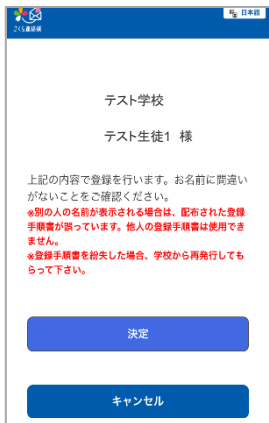 日本語
さくら連絡網
テスト学校
テスト生徒1 様
上記の内容で登録を行います。お名前に間違い
がないことをご確認ください。
※別の人の名前が表示される場合は、配布された登録
手順書が誤っています。他人の登録手順書は使用でき
ません。
※登録手順書を紛失した場合、学校から再発行しても
らって下さい。
決定
キャンセル